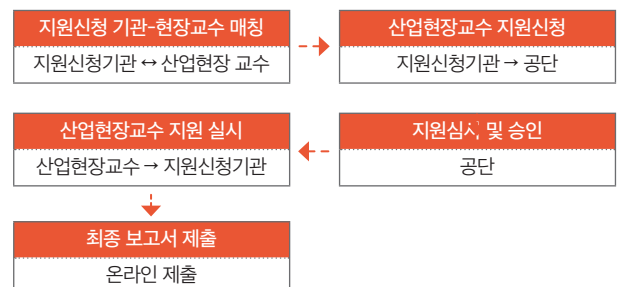 지원신청 기관-현장교수 매칭
지원신청기관 ↔ 산업현장 교수
산업현장교수 지원신청
지원신청기관 → 공단
산업현장교수 지원 실시
산업현장교수 → 지원신청기관
지원심사 및 승인
공단
최종 보고서 제출
온라인 제출